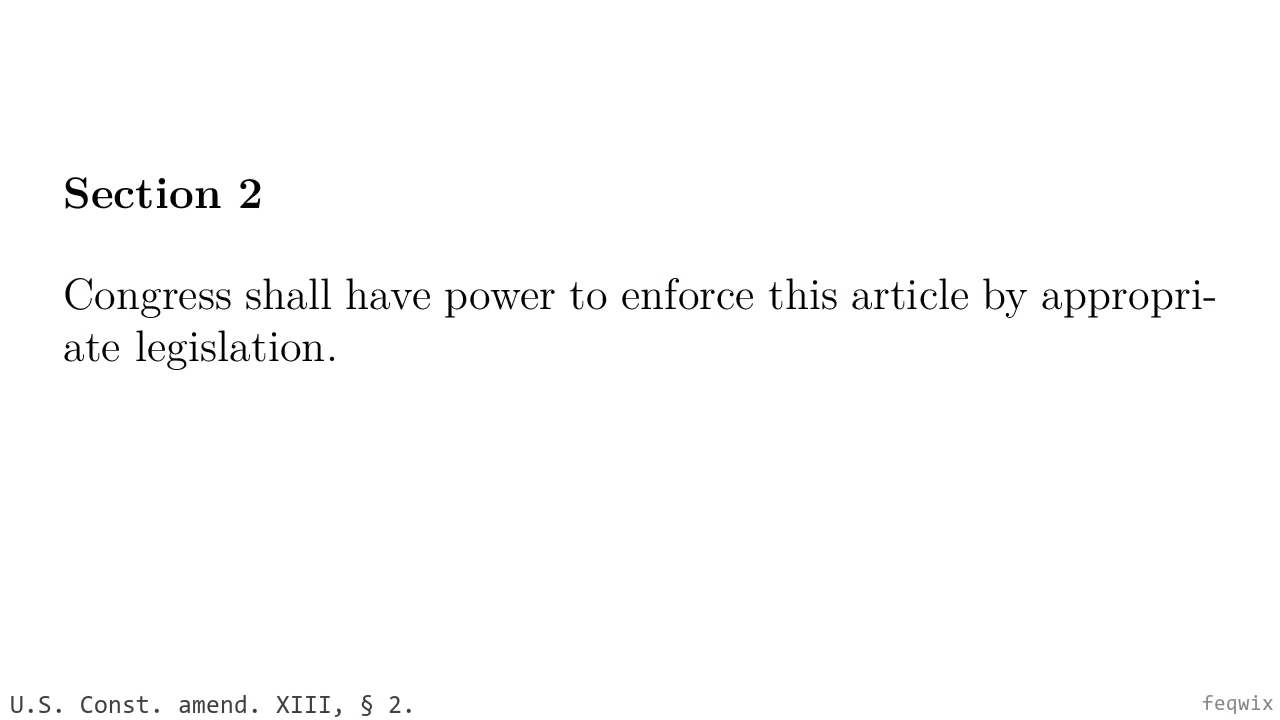 Section 2
Congress shall have power to enforce this article by appropri-
ate legislation.
U.S. Const. amend. XIII, § 2.
feqwix